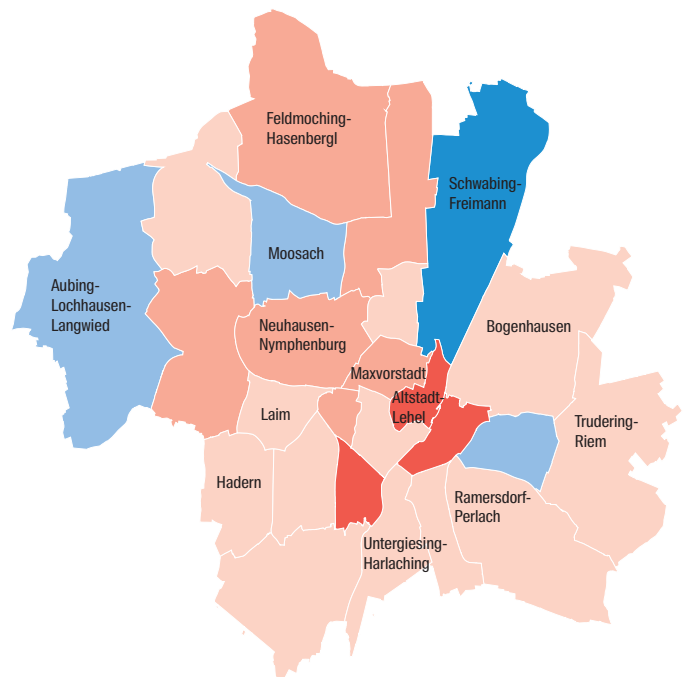 Feldmoching-
Hasenbergl
Schwabing-
Freimann
Moosach
Aubing-
Lochhausen-
Langwied
Neuhausen-
Nymphenburg
Bogenhausen
Maxvorstadt
Altstadt-
Lehel
Laim
Trudering-
Riem
Hadern
Ramersdorf-
Perlach
Untergiesing-
Harlaching